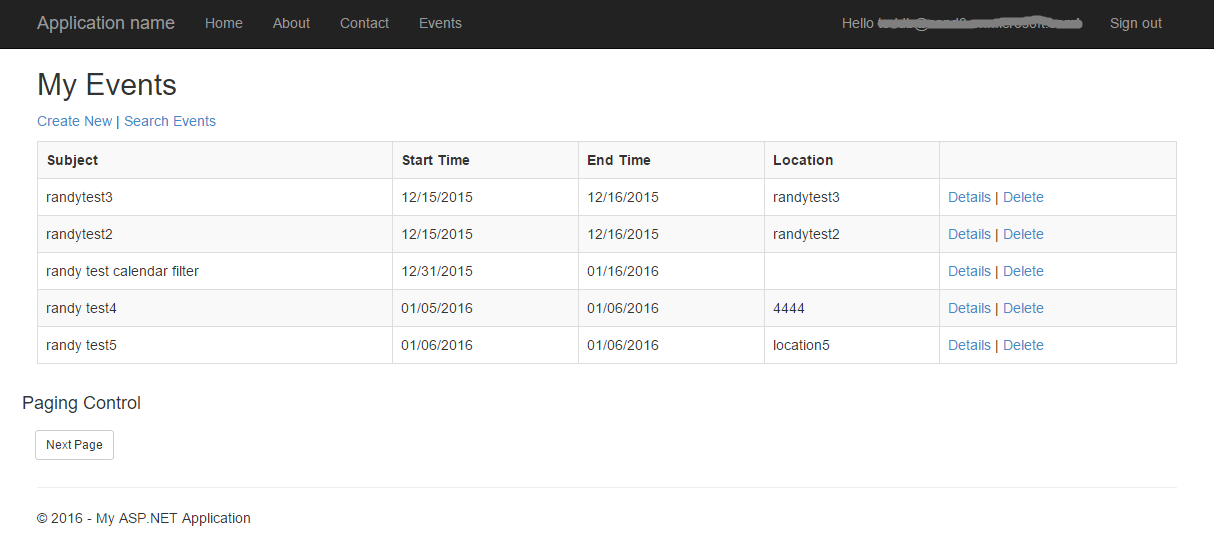 Application name Home About Contact Events Hello Sign out
My Events
Create New | Search Events
Subject Start Time End Time Location
randytest3 12/15/2015 12/16/2015 randytest3 Details | Delete
randytest2 12/15/2015 12/16/2015 randytest2 Details | Delete
randy test calendar filter 12/31/2015 01/16/2016 Details | Delete
randy test4 01/05/2016 01/06/2016 4444 Details | Delete
randy test5 01/06/2016 01/06/2016 location5 Details | Delete
Paging Control
Next Page
© 2016 - My ASP.NET Application